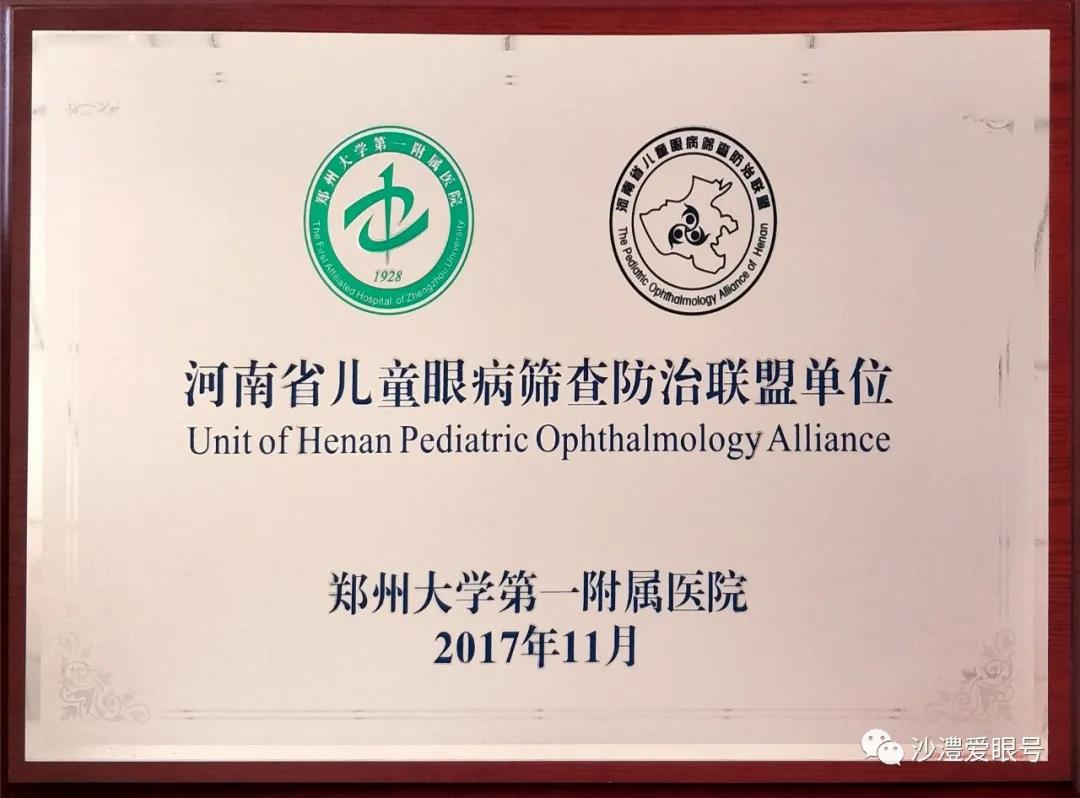 郑州大学第一附属医院
The First Affiliated Hospital of Zhengzhou University
1928
河南省儿童眼病筛查防治联盟
The Pediatric Ophthalmology Alliance of Henan
河南省儿童眼病筛查防治联盟单位
Unit of Henan Pediatric Ophthalmology Alliance
郑州大学第一附属医院
2017年11月
沙澧爱眼号